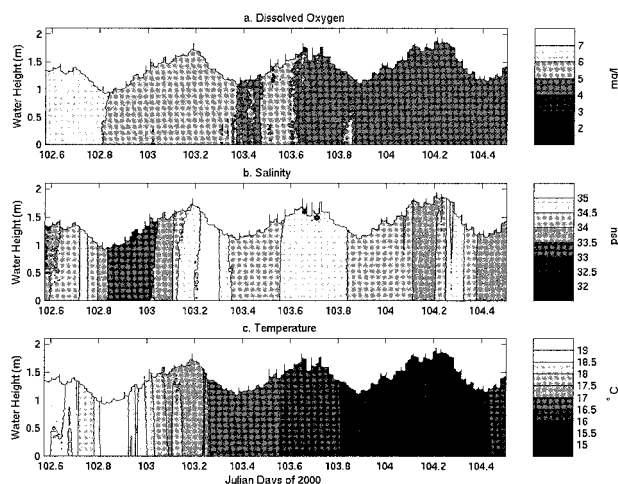 a. Dissolved Oxygen
2
1.5
1
0.5
0
Water Height (m)
102.6 102.8 103 103.2 103.4 103.6 103.8 104 104.2 104.4
7
6
5
4
3
2
mg/l
b. Salinity
2
1.5
1
0.5
0
Water Height (m)
102.6 102.8 103 103.2 103.4 103.6 103.8 104 104.2 104.4
35
34.5
34
33.5
33
32.5
32
psu
c. Temperature
2
1.5
1
0.5
0
Water Height (m)
102.6 102.8 103 103.2 103.4 103.6 103.8 104 104.2 104.4
19
18.5
18
17.5
17
16.5
16
15.5
15
°C
Julian Days of 2000